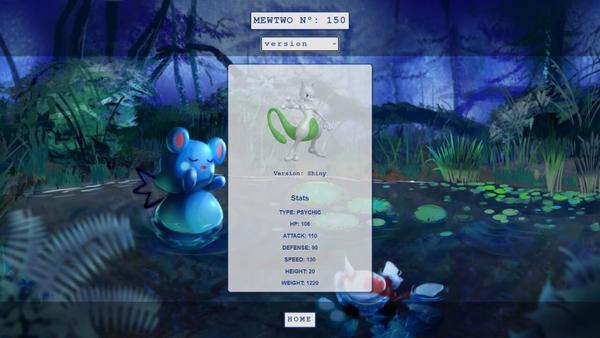 MEWTWO Nº: 150
version
Version: Shiny
Stats
TYPE: PSYCHIC
HP: 106
ATTACK: 110
DEFENSE: 90
SPEED: 130
HEIGHT: 20
WEIGHT: 1220
HOME